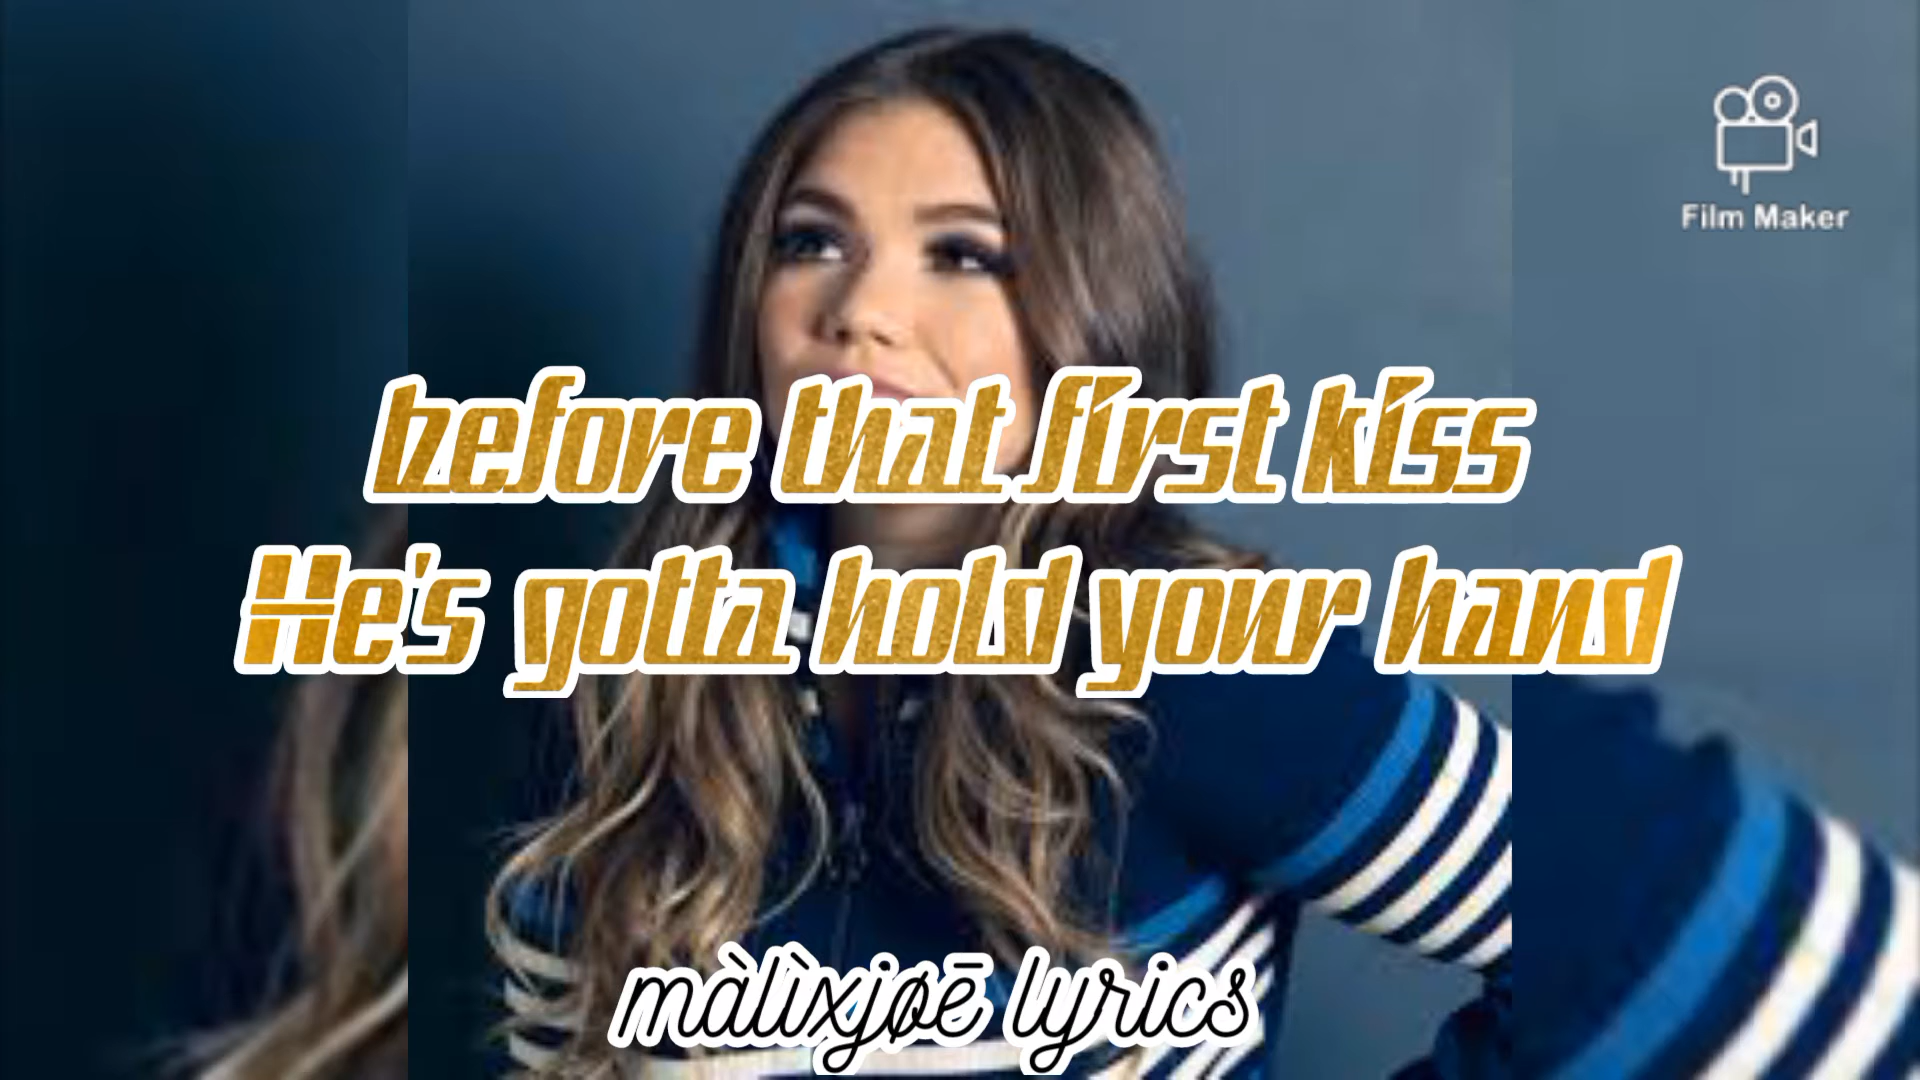 Film Maker
before that first kiss
He's gotta hold your hand
màlìxjøē lyrics